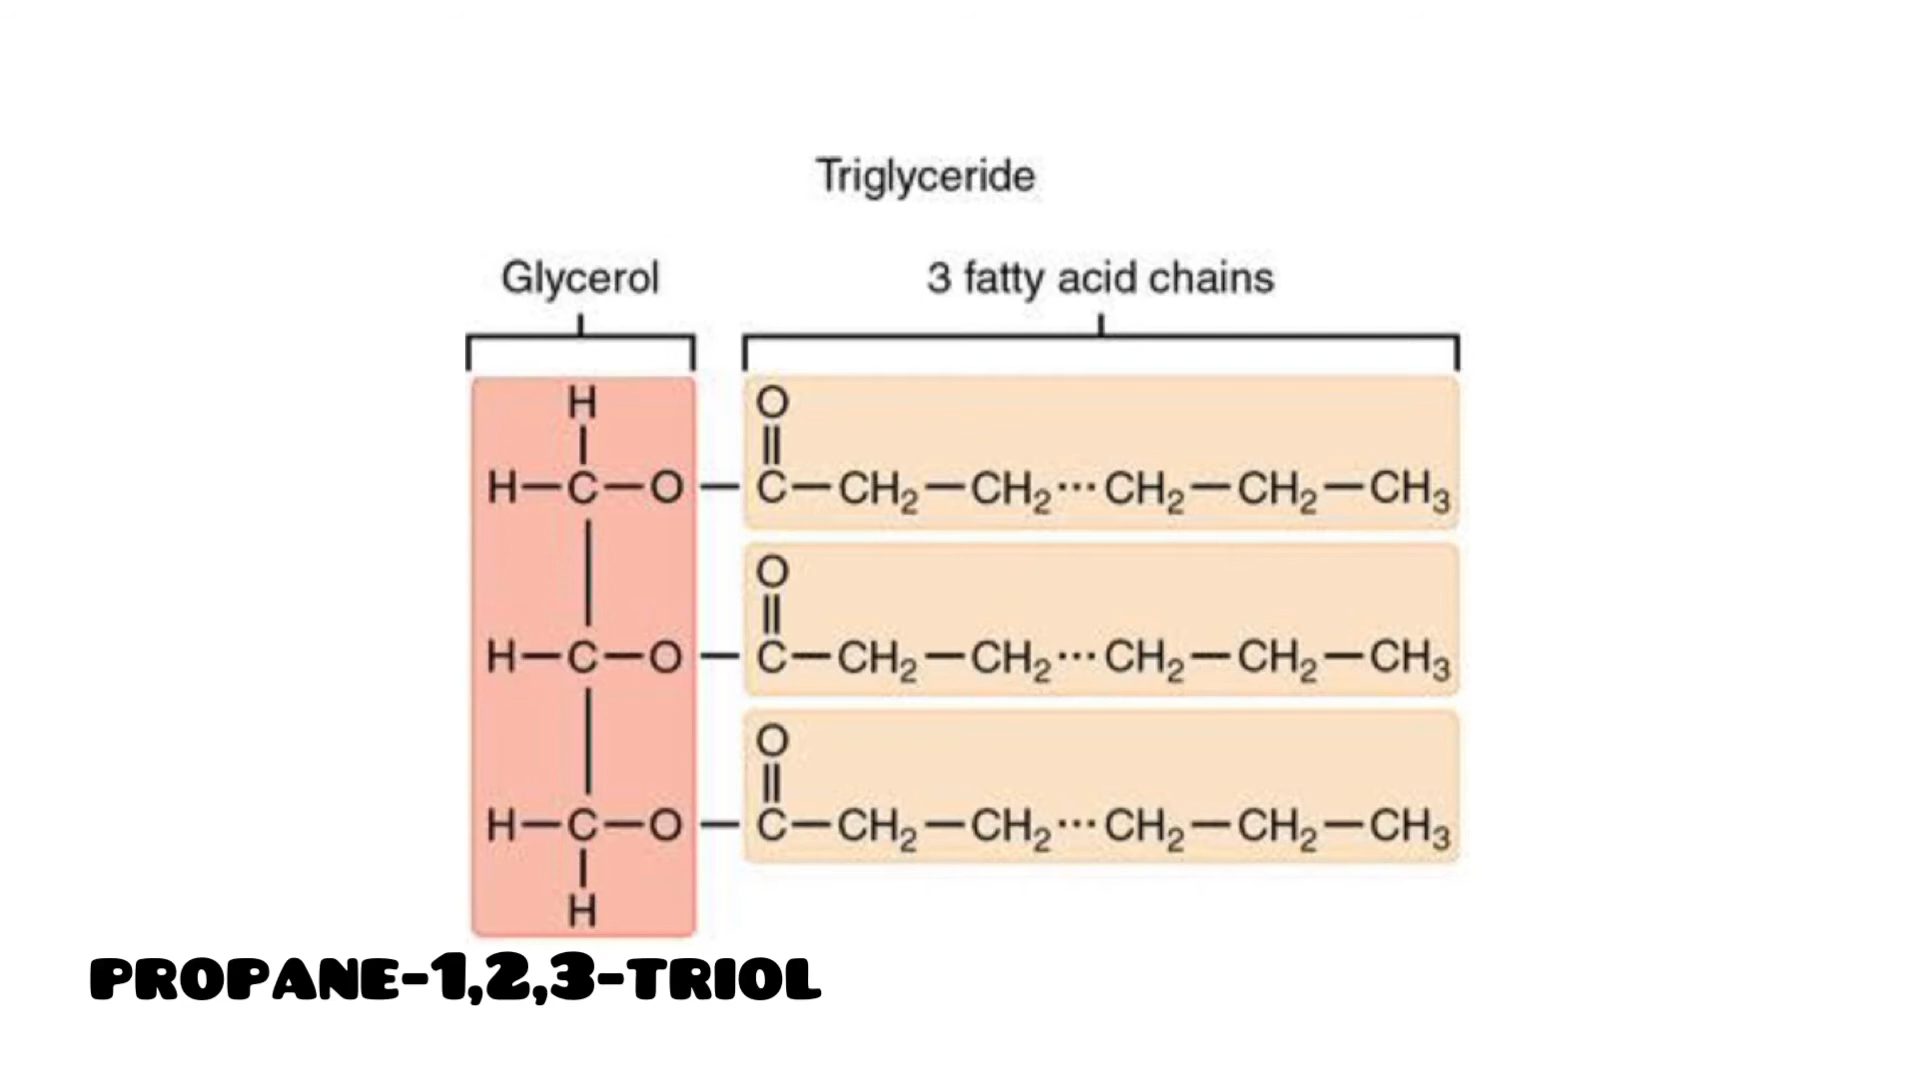 Triglyceride
Glycerol
3 fatty acid chains
H
O
H—C—O—C—CH₂—CH₂···CH₂—CH₂—CH₃
O
H—C—O—C—CH₂—CH₂···CH₂—CH₂—CH₃
O
H—C—O—C—CH₂—CH₂···CH₂—CH₂—CH₃
H
PROPANE-1,2,3-TRIOL